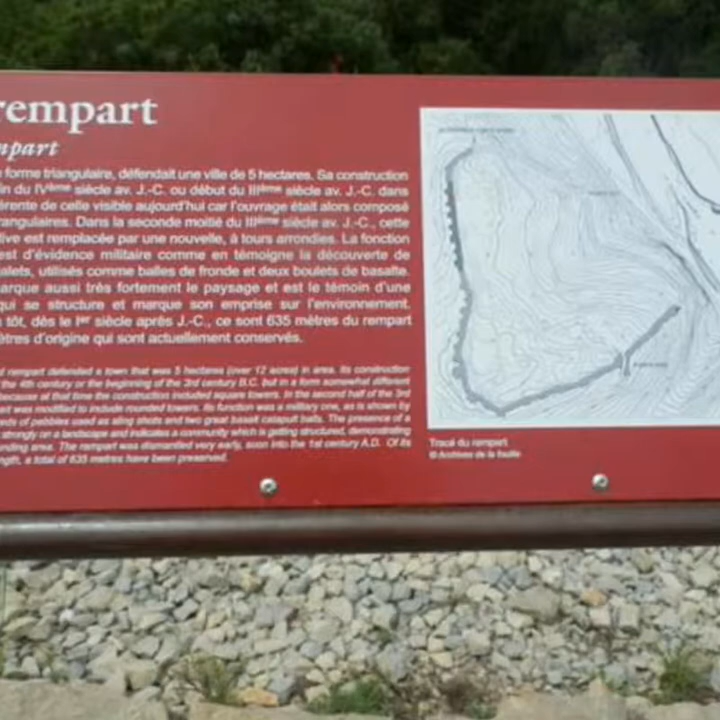 rempart
mpart
forme triangulaire, défendait une ville de 5 hectares. Sa construction
in du IVième siècle av. J.-C. ou début du IIIième siècle av. J.-C. dans
érente de celle visible aujourd'hui car l'ouvrage était alors composé
rangulaires. Dans la seconde moitié du IIIième siècle av. J.-C., cette
tive est remplacée par une nouvelle, à tours arrondies. La fonction
est d'évidence militaire comme en témoigne la découverte de
alets, utilisés comme balles de fronde et deux boulets de basalte.
arque aussi très fortement le paysage et est le témoin d'une
qui se structure et marque son emprise sur l'environnement.
tôt, dès le Ier siècle après J.-C., ce sont 635 mètres du rempart
ètres d'origine qui sont actuellement conservés.
rempart defended a town that was 5 hectares (over 12 acres) in area. Its construction
the 4th century or the beginning of the 3rd century B.C. but in a form somewhat different
because at that time the construction included square towers. In the second half of the 3rd
was modified to include rounded towers. Its function was a military one, as is shown by
of pebbles used as sling shots and two great basalt catapult balls. The presence of a
strongly on a landscape and indicates a community which is getting structured, demonstrating
nding area. The rempart was dismantled very early, soon into the 1st century A.D. Of its
ngth, a total of 635 metres have been preserved.
Tracé du rempart
© Archives de la fouille